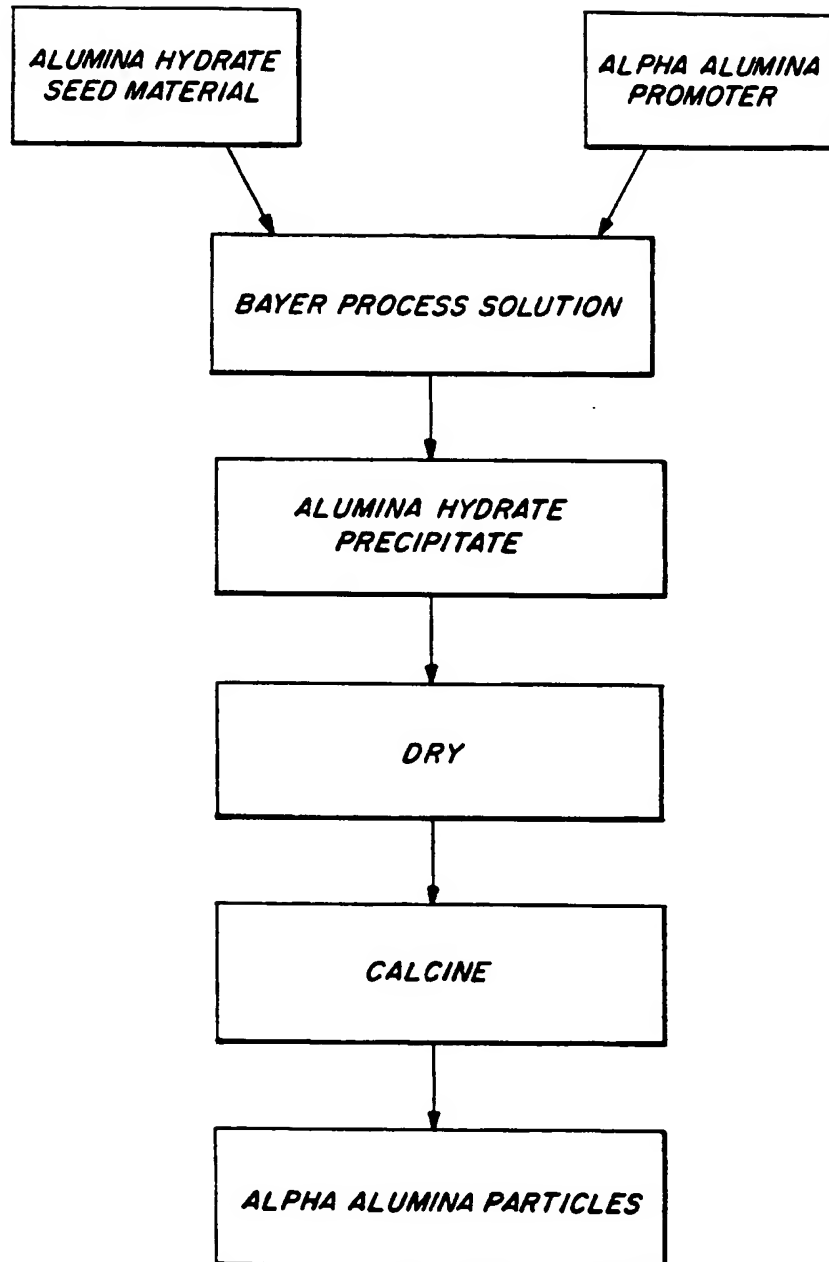 ALUMINA HYDRATE
SEED MATERIAL
ALPHA ALUMINA
PROMOTER
BAYER PROCESS SOLUTION
ALUMINA HYDRATE
PRECIPITATE
DRY
CALCINE
ALPHA ALUMINA PARTICLES